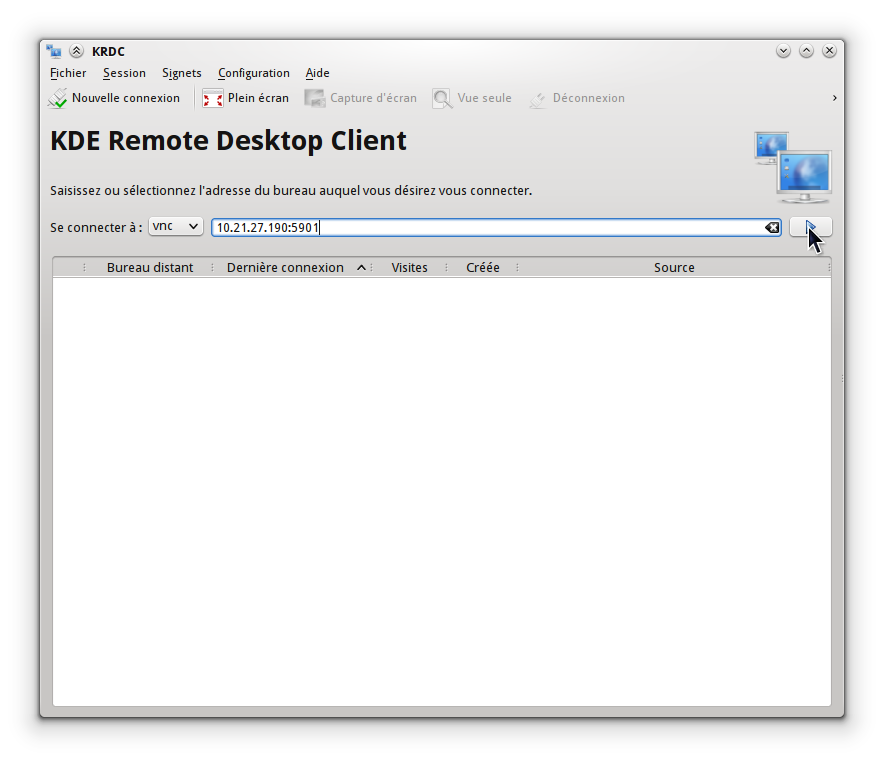 KRDC
Fichier Session Signets Configuration Aide
Nouvelle connexion Plein écran Capture d'écran Vue seule Déconnexion
KDE Remote Desktop Client
Saisissez ou sélectionnez l'adresse du bureau auquel vous désirez vous connecter.
Se connecter à : vnc 10.21.27.190:5901
Bureau distant Dernière connexion Visites Créée Source